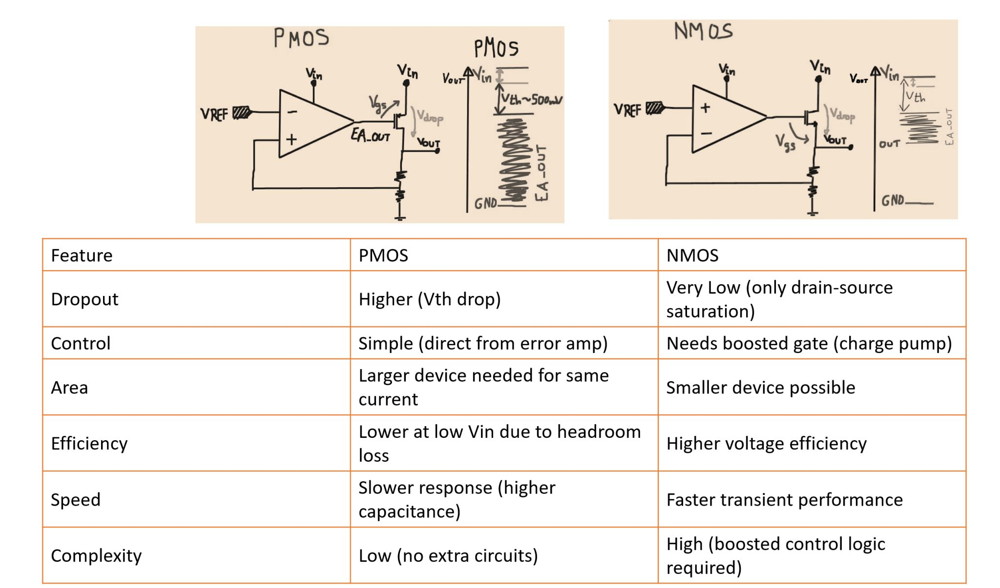 PMOS
PMOS
Vin
Vin
VOUT
Vin
Vgs
Vth~500mV
VREF
-
Vdrop
EA_OUT
+
VOUT
EA_OUT
GND
NMOS
Vin
Vin
VOUT
Vin
Vth
VREF
+
Vdrop
EA_OUT
-
Vgs
VOUT
OUT
GND
Feature
PMOS
NMOS
Dropout
Higher (Vth drop)
Very Low (only drain-source
saturation)
Control
Simple (direct from error amp)
Needs boosted gate (charge pump)
Area
Larger device needed for same
current
Smaller device possible
Efficiency
Lower at low Vin due to headroom
loss
Higher voltage efficiency
Speed
Slower response (higher
capacitance)
Faster transient performance
Complexity
Low (no extra circuits)
High (boosted control logic
required)